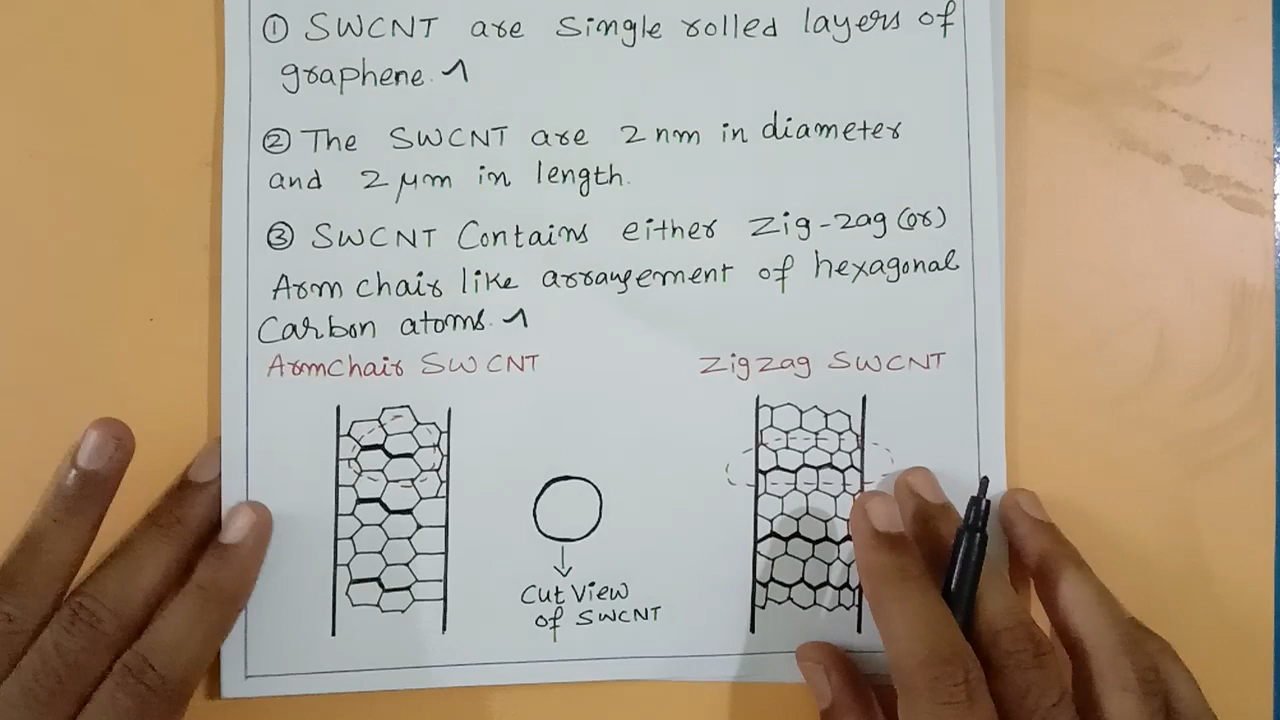 ① SWCNT are Single rolled layers of
graphene.
② The SWCNT are 2 nm in diameter
and 2 μm in length.
③ SWCNT Contains either Zig-zag (or)
Arm chair like arrangement of hexagonal
Carbon atoms.
ArmChair SWCNT
Zigzag SWCNT
Cut View
of SWCNT